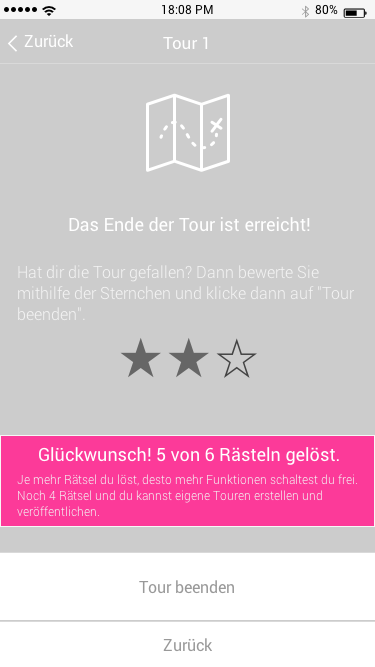 18:08 PM
80%
Zurück
Tour 1
Das Ende der Tour ist erreicht!
Hat dir die Tour gefallen? Dann bewerte Sie
mithilfe der Sternchen und klicke dann auf "Tour
beenden".
Glückwunsch! 5 von 6 Rästeln gelöst.
Je mehr Rätsel du löst, desto mehr Funktionen schaltest du frei.
Noch 4 Rätsel und du kannst eigene Touren erstellen und
veröffentlichen.
Tour beenden
Zurück